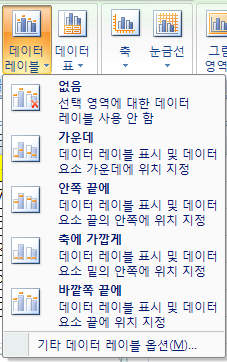 데이터 데이터 축 눈금선 그림
레이블 표 영역
없음
선택 영역에 대한 데이터
레이블 사용 안 함
가운데
데이터 레이블 표시 및 데이터
요소 가운데에 위치 지정
안쪽 끝에
데이터 레이블 표시 및 데이터
요소 끝의 안쪽에 위치 지정
축에 가깝게
데이터 레이블 표시 및 데이터
요소 밑의 안쪽에 위치 지정
바깥쪽 끝에
데이터 레이블 표시 및 데이터
요소 끝에 위치 지정
기타 데이터 레이블 옵션(M)...